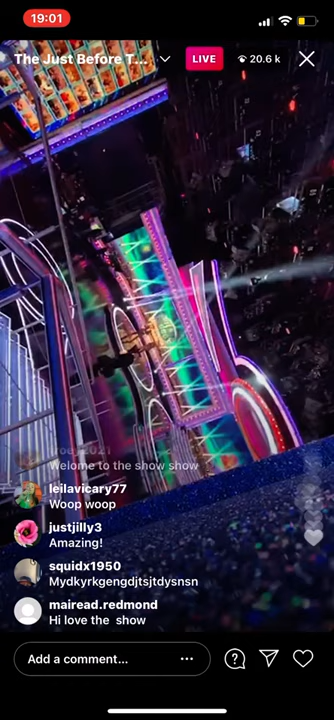 19:01
The Just Before T...
LIVE
20.6 k
Welome to the show show
leilavicary77
Woop woop
justjilly3
Amazing!
squidx1950
Mydkyrkgengdjtsjtdysnsn
mairead.redmond
Hi love the show
Add a comment...